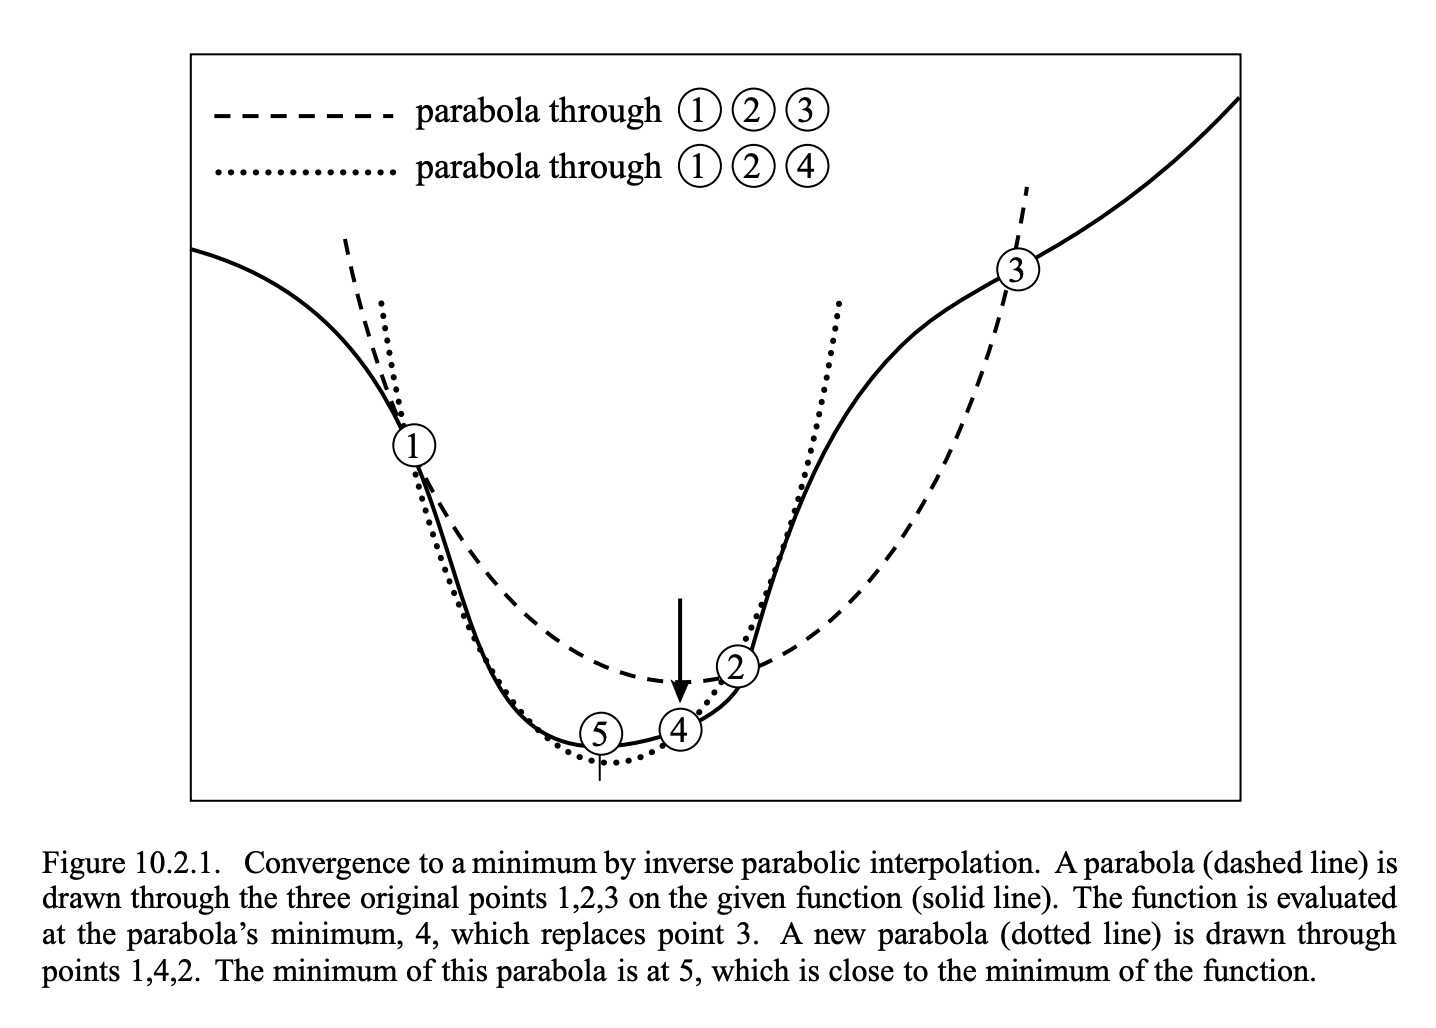 parabola through ① ② ③
parabola through ① ② ④
3
1
2
5
4
Figure 10.2.1. Convergence to a minimum by inverse parabolic interpolation. A parabola (dashed line) is
drawn through the three original points 1,2,3 on the given function (solid line). The function is evaluated
at the parabola’s minimum, 4, which replaces point 3. A new parabola (dotted line) is drawn through
points 1,4,2. The minimum of this parabola is at 5, which is close to the minimum of the function.